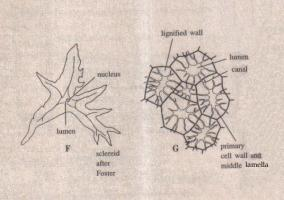 lignified wall
nucleus
lumen
canal
lumen
F
sclereid
after
Foster
G
primary
cell wall and
middle lamella